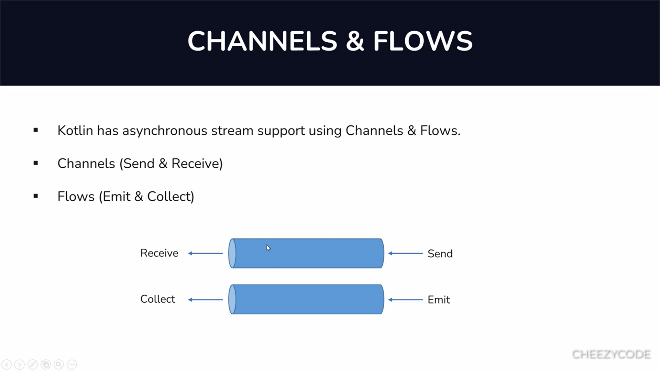 CHANNELS & FLOWS
Kotlin has asynchronous stream support using Channels & Flows.
Channels (Send & Receive)
Flows (Emit & Collect)
Receive
Send
Collect
Emit
CHEEZYCODE